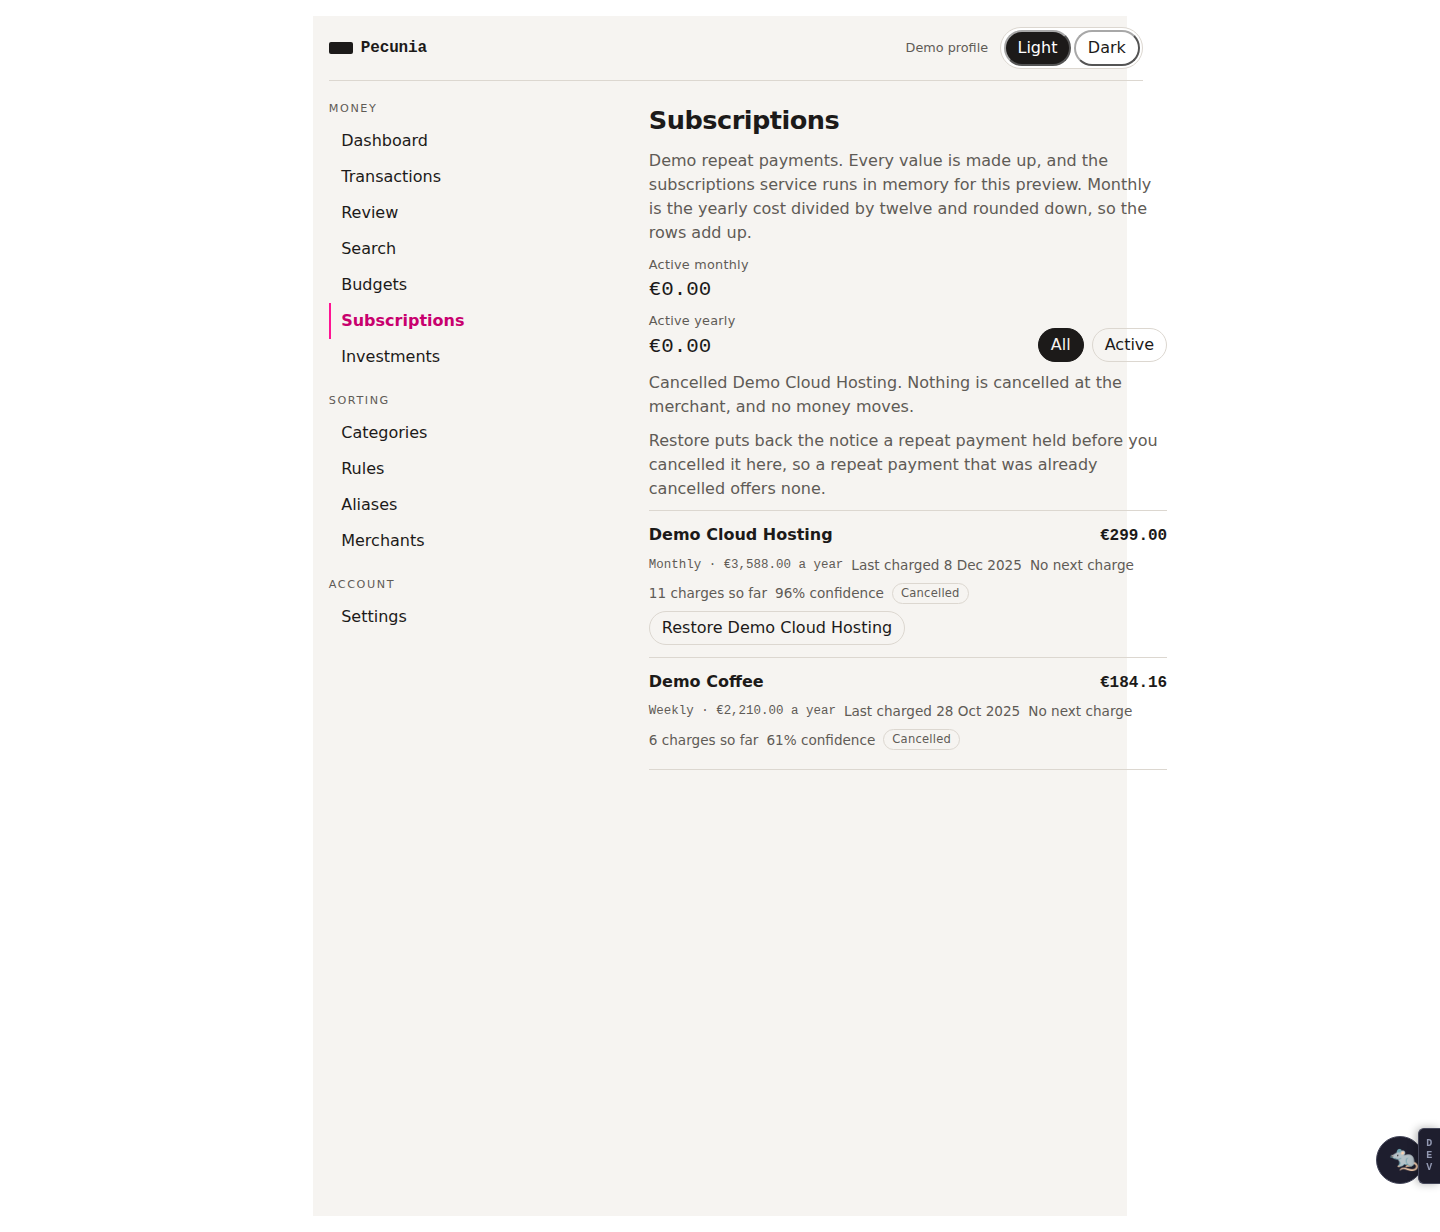 Pecunia
Demo profile
Light
Dark
MONEY
Dashboard
Transactions
Review
Search
Budgets
Subscriptions
Investments
SORTING
Categories
Rules
Aliases
Merchants
ACCOUNT
Settings
Subscriptions
Demo repeat payments. Every value is made up, and the
subscriptions service runs in memory for this preview. Monthly
is the yearly cost divided by twelve and rounded down, so the
rows add up.
Active monthly
€0.00
Active yearly
€0.00
All
Active
Cancelled Demo Cloud Hosting. Nothing is cancelled at the
merchant, and no money moves.
Restore puts back the notice a repeat payment held before you
cancelled it here, so a repeat payment that was already
cancelled offers none.
Demo Cloud Hosting €299.00
Monthly · €3,588.00 a year Last charged 8 Dec 2025 No next charge
11 charges so far 96% confidence Cancelled
Restore Demo Cloud Hosting
Demo Coffee €184.16
Weekly · €2,210.00 a year Last charged 28 Oct 2025 No next charge
6 charges so far 61% confidence Cancelled
DEV